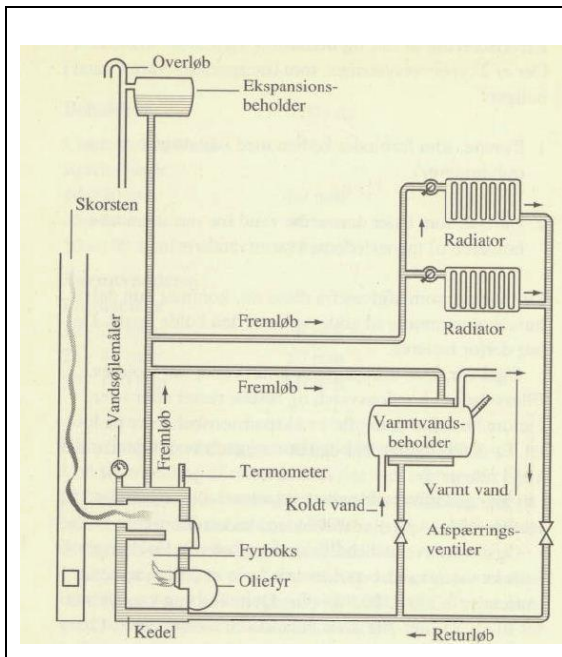 Overløb
Ekspansions-
beholder
Skorsten
Radiator
Fremløb
Radiator
Vandsøjlemåler
Fremløb
Fremløb
Varmtvands-
beholder
Termometer
Koldt vand
Varmt vand
Afspærrings-
ventiler
Fyrboks
Oliefyr
Kedel
Returløb